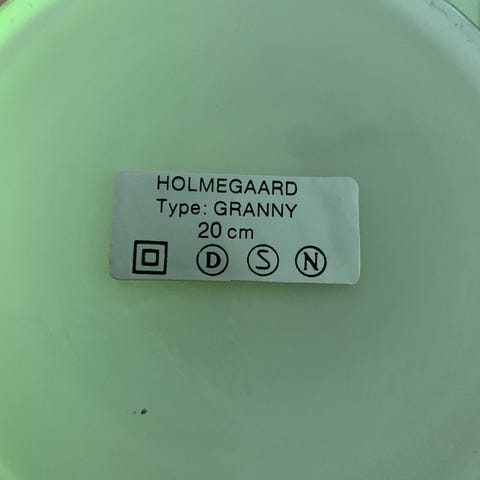 HOLMEGAARD
Type: GRANNY
20 cm
D S N